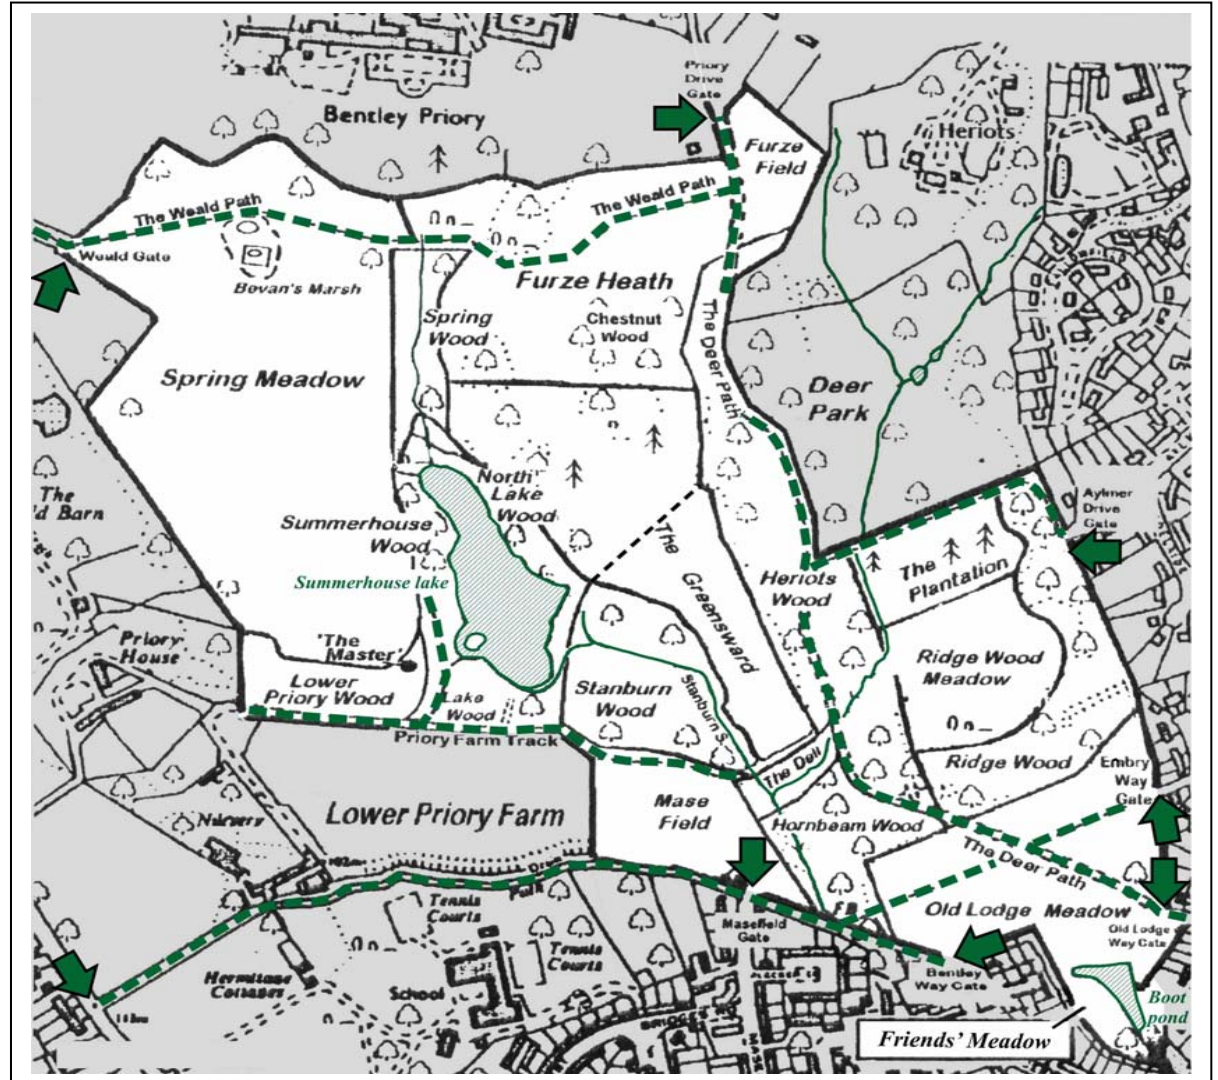 Priory
Drive
Gate
Bentley Priory
Heriots
Furze
Field
The Weald Path
The Weald Path
Weald Gate
Bevan's Marsh
Furze Heath
Spring
Wood
Chestnut
Wood
The Deer Path
Spring Meadow
Deer
Park
North
Lake
Wood
The
Barn
Summerhouse
Wood
Aylmer
Drive
Gate
The
Greensward
Summerhouse lake
Heriots
Wood
The
Plantation
Priory
House
'The
Master'
Ridge Wood
Meadow
Lower
Priory Wood
Lake
Wood
Stanburn
Wood
Stanburn S.
Priory Farm Track
The Dell
Ridge Wood
Embry
Way
Gate
Lower Priory Farm
Mase
Field
Hornbeam Wood
Nursery
The Deer Path
Drain
Path
Tennis
Courts
Old Lodge Meadow
FB
Masefield
Gate
Old Lodge
Way Gate
Tennis
Courts
Hermitage
Cottages
School
Bentley
Way Gate
Boot
pond
Friends' Meadow